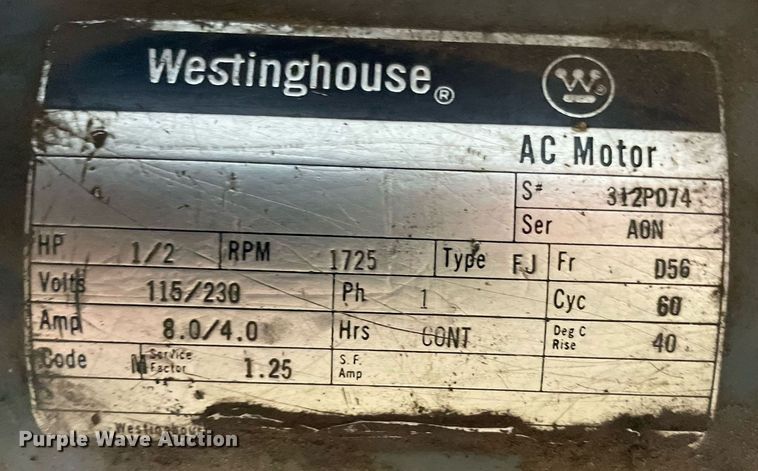 Westinghouse®
W
AC Motor
S# 312P074
Ser A0N
HP 1/2 RPM 1725 Type FJ Fr D56
Volts 115/230 Ph 1 Cyc 60
Amp 8.0/4.0 Hrs CONT Deg C Rise 40
Code M Service Factor 1.25 S.F. Amp
Westinghouse
Purple Wave Auction